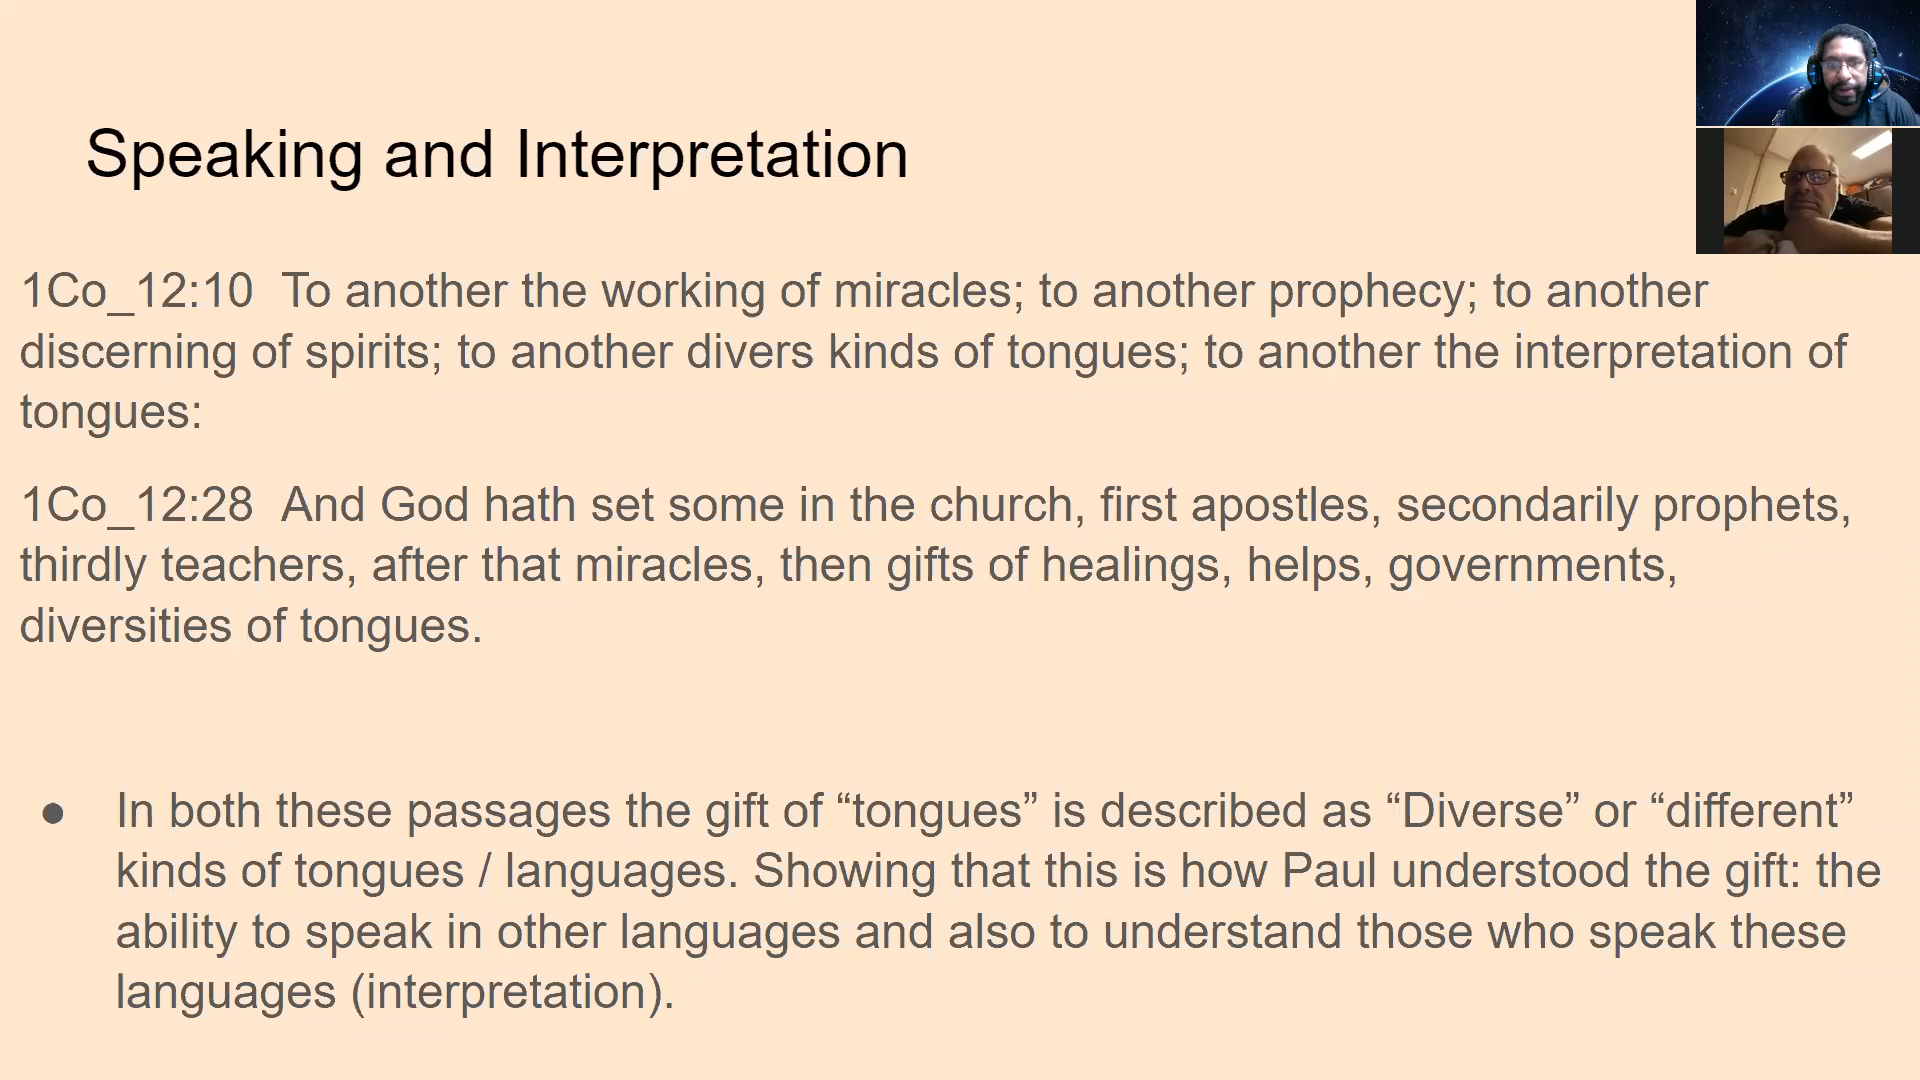 Speaking and Interpretation
1Co_12:10  To another the working of miracles; to another prophecy; to another
discerning of spirits; to another divers kinds of tongues; to another the interpretation of
tongues:
1Co_12:28  And God hath set some in the church, first apostles, secondarily prophets,
thirdly teachers, after that miracles, then gifts of healings, helps, governments,
diversities of tongues.
● In both these passages the gift of “tongues” is described as “Diverse” or “different”
kinds of tongues / languages. Showing that this is how Paul understood the gift: the
ability to speak in other languages and also to understand those who speak these
languages (interpretation).